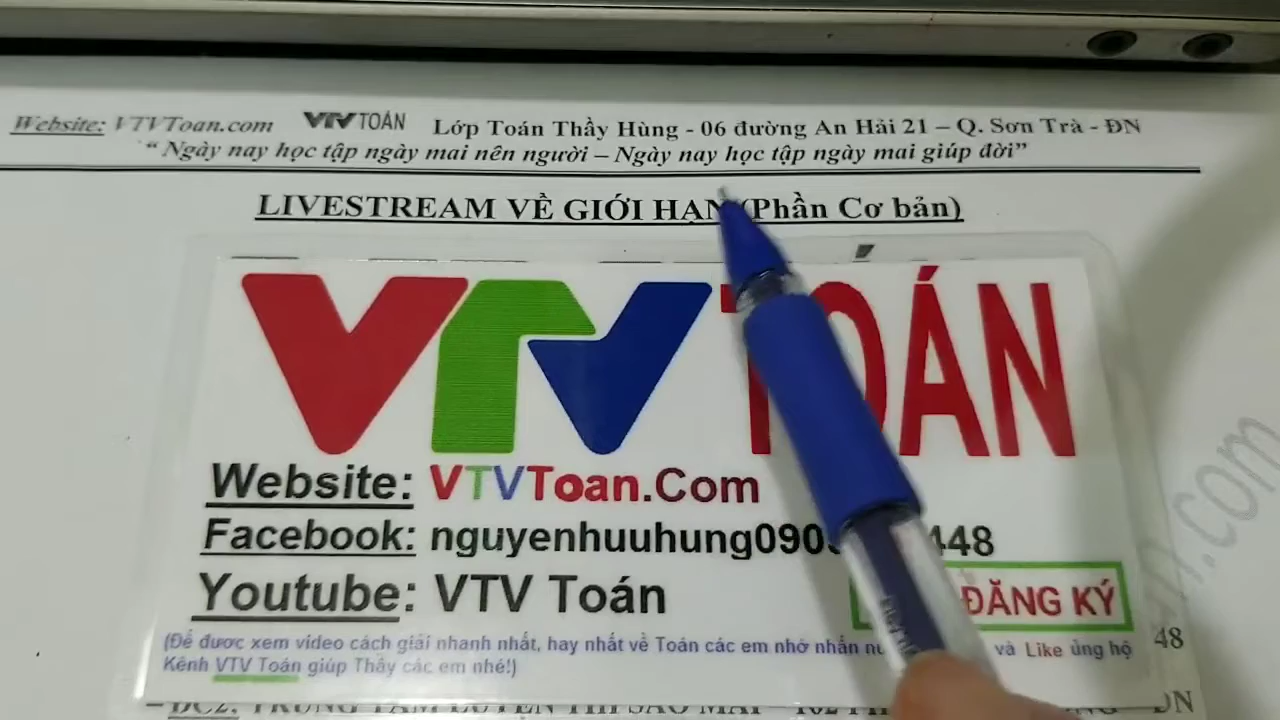 Website: VTVToan.com VTV TOÁN Lớp Toán Thầy Hùng - 06 đường An Hải 21 – Q. Sơn Trà - ĐN
“ Ngày nay học tập ngày mai nên người – Ngày nay học tập ngày mai giúp đời”
LIVESTREAM VỀ GIỚI HẠN (Phần Cơ bản)
VTV TOÁN
Website: VTVToan.Com
Facebook: nguyenhuuhung090 448
Youtube: VTV Toán
ĐĂNG KÝ
(Để được xem video cách giải nhanh nhất, hay nhất về Toán các em nhớ nhấn và Like ủng hộ
Kênh VTV Toán giúp Thầy các em nhé!)
48
ĐN